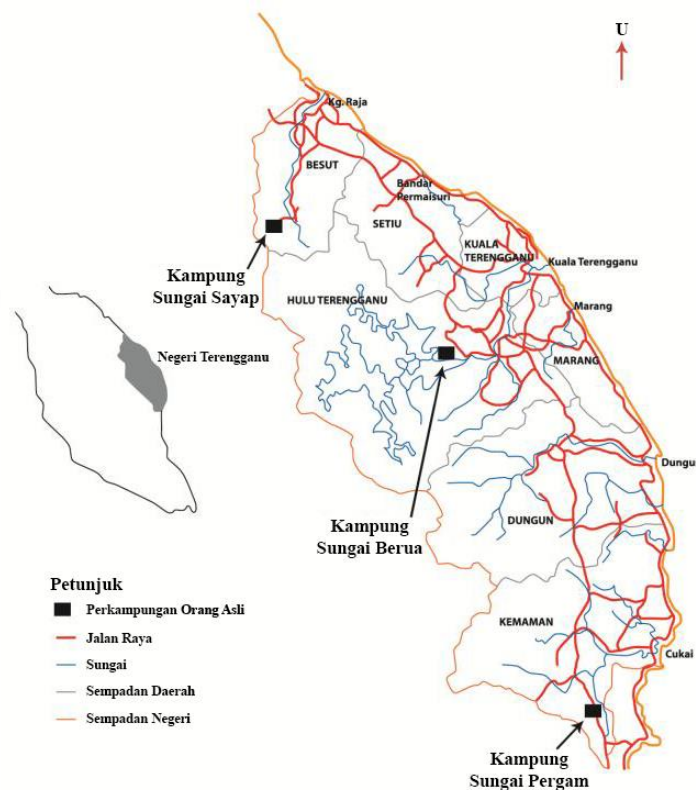 U
Kg. Raja
BESUT
Bandar
Permaisuri
SETIU
KUALA
TERENGGANU
Kuala Terengganu
Kampung
Sungai Sayap
HULU TERENGGANU
Marang
MARANG
Negeri Terengganu
Dungu
Kampung
Sungai Berua
DUNGUN
Petunjuk
Perkampungan Orang Asli
Jalan Raya
Sungai
Sempadan Daerah
Sempadan Negeri
KEMAMAN
Cukai
Kampung
Sungai Pergam